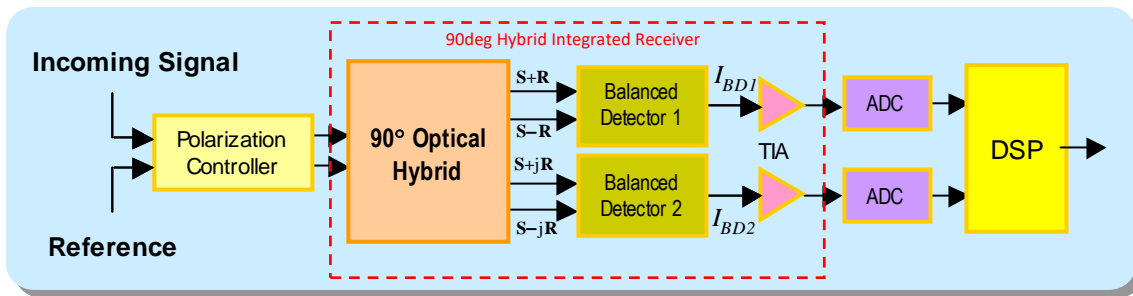 90deg Hybrid Integrated Receiver
Incoming Signal
Polarization
Controller
Reference
90° Optical
Hybrid
S+R
S−R
S+jR
S−jR
Balanced
Detector 1
Balanced
Detector 2
I_BD1
I_BD2
TIA
ADC
ADC
DSP